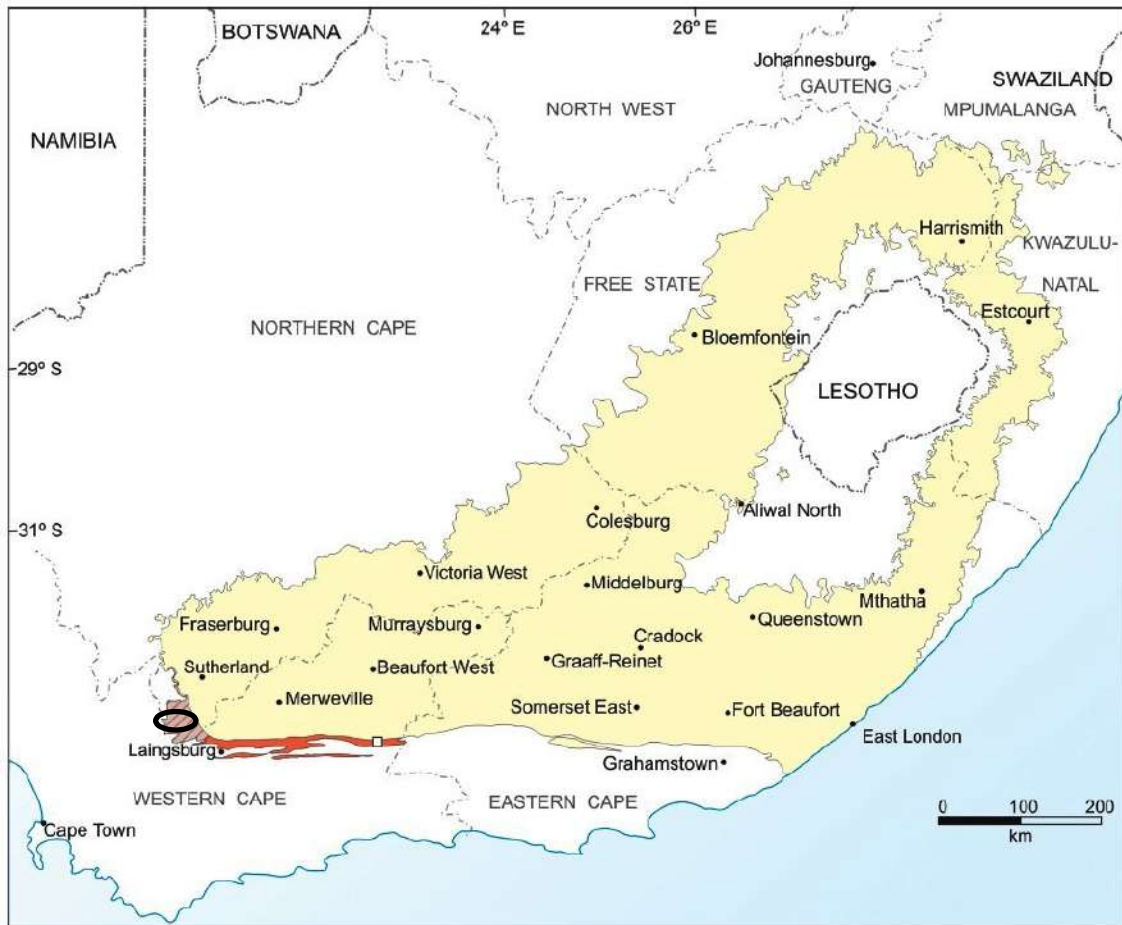 24° E
26° E
BOTSWANA
Johannesburg
GAUTENG
SWAZILAND
MPUMALANGA
NORTH WEST
NAMIBIA
Harrismith
KWAZULU-
NATAL
FREE STATE
Estcourt
NORTHERN CAPE
Bloemfontein
29° S
LESOTHO
Aliwal North
Colesburg
31° S
Victoria West
Middelburg
Mthatha
Queenstown
Fraserburg
Murraysburg
Cradock
Graaff-Reinet
Sutherland
Beaufort West
Merweville
Somerset East
Fort Beaufort
East London
Laingsburg
Grahamstown
WESTERN CAPE
EASTERN CAPE
0 100 200
km
Cape Town